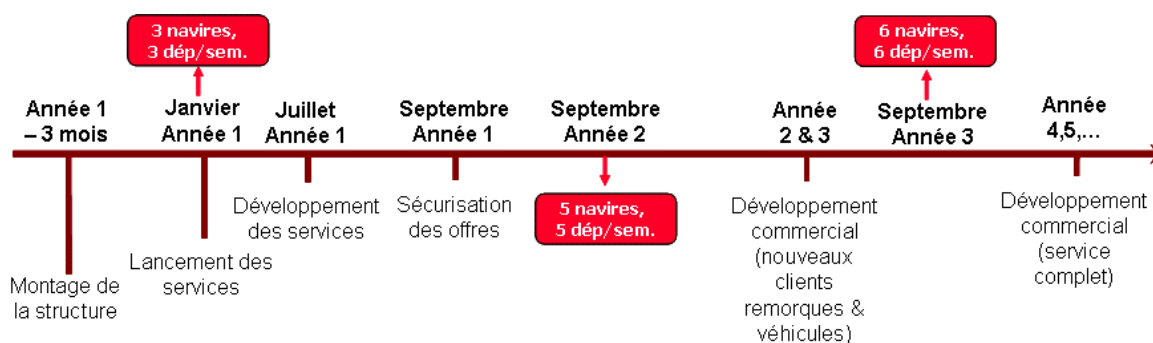 3 navires,
3 dép/sem.
6 navires,
6 dép/sem.
Année 1
– 3 mois
Janvier
Année 1
Juillet
Année 1
Septembre
Année 1
Septembre
Année 2
Année
2 & 3
Septembre
Année 3
Année
4,5,...
Montage de
la structure
Lancement des
services
Développement
des services
Sécurisation
des offres
5 navires,
5 dép/sem.
Développement
commercial
(nouveaux
clients
remorques &
véhicules)
Développement
commercial
(service
complet)